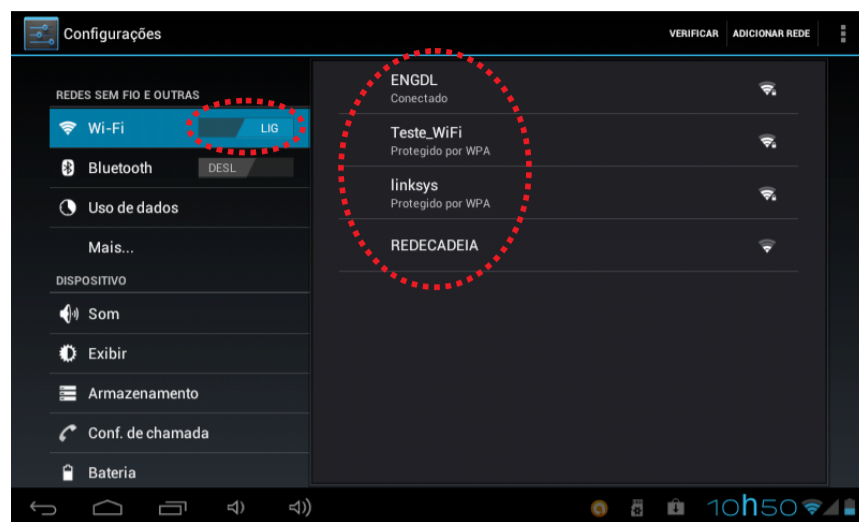 Configurações
VERIFICAR ADICIONAR REDE
REDES SEM FIO E OUTRAS
Wi-Fi LIG
Bluetooth DESL
Uso de dados
Mais...
DISPOSITIVO
Som
Exibir
Armazenamento
Conf. de chamada
Bateria
ENGDL
Conectado
Teste_WiFi
Protegido por WPA
linksys
Protegido por WPA
REDECADEIA
10h50